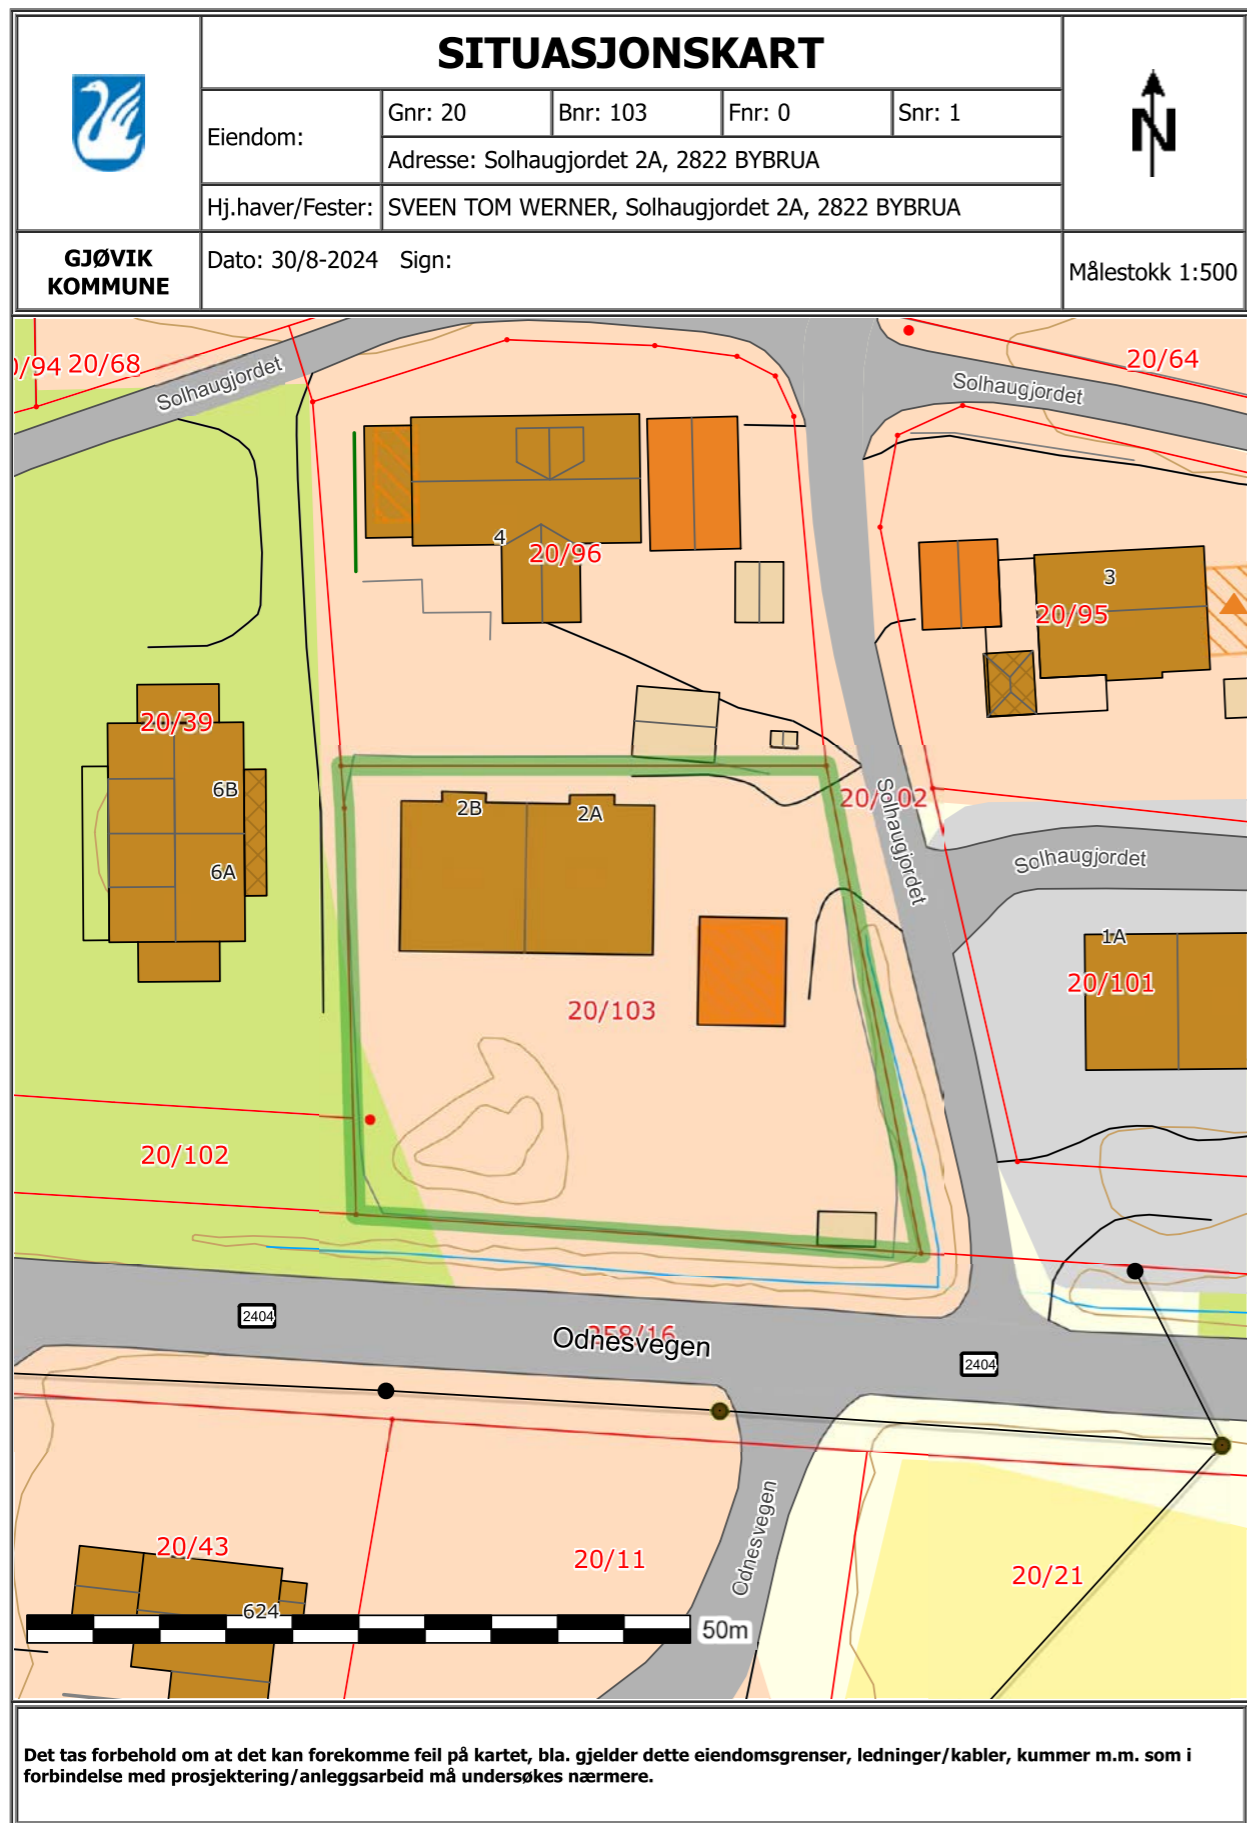 SITUASJONSKART
Eiendom:
Gnr: 20
Bnr: 103
Fnr: 0
Snr: 1
Adresse: Solhaugjordet 2A, 2822 BYBRUA
Hj.haver/Fester:
SVEEN TOM WERNER, Solhaugjordet 2A, 2822 BYBRUA
N
GJØVIK
KOMMUNE
Dato: 30/8-2024 Sign:
Målestokk 1:500
/94
20/68
Solhaugjordet
20/64
Solhaugjordet
4
20/96
3
20/95
20/39
6B
6A
2B
2A
20/102
Solhaugjordet
Solhaugjordet
1A
20/101
20/103
20/102
2404
258/16
Odnesvegen
2404
Odnesvegen
20/43
20/11
20/21
624
50m
Det tas forbehold om at det kan forekomme feil på kartet, bla. gjelder dette eiendomsgrenser, ledninger/kabler, kummer m.m. som i
forbindelse med prosjektering/anleggsarbeid må undersøkes nærmere.